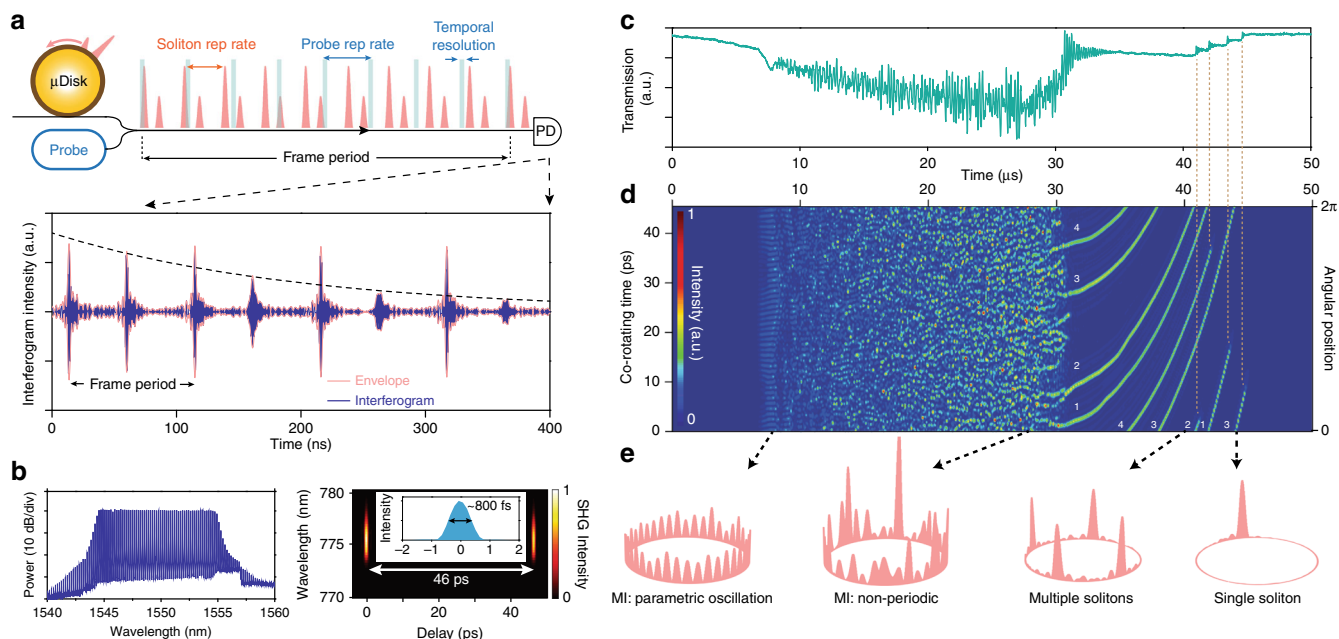 a
μDisk
Soliton rep rate
Probe rep rate
Temporal
resolution
Probe
PD
Frame period
Interferogram intensity (a.u.)
Frame period
Envelope
Interferogram
0
100
200
300
400
Time (ns)
b
Power (10 dB/div)
1540
1545
1550
1555
1560
Wavelength (nm)
Wavelength (nm)
780
775
770
Intensity
~800 fs
−2
−1
0
1
2
46 ps
0
20
40
Delay (ps)
1
0
SHG Intensity
c
Transmission
(a.u.)
0
10
20
30
40
50
Time (μs)
d
0
10
20
30
40
50
Co-rotating time (ps)
40
30
20
10
0
1
Intensity (a.u.)
0
4
3
2
1
4
3
2
1
3
2π
Angular position
0
e
MI: parametric oscillation
MI: non-periodic
Multiple solitons
Single soliton